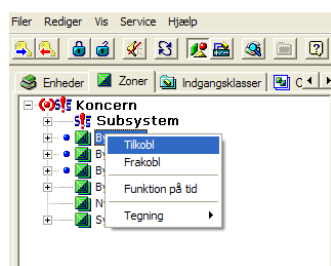 Filer Rediger Vis Service Hjælp
Enheder Zoner Indgangsklasser C
Koncern
Subsystem
Tilkobl
Frakobl
Funktion på tid
Tegning